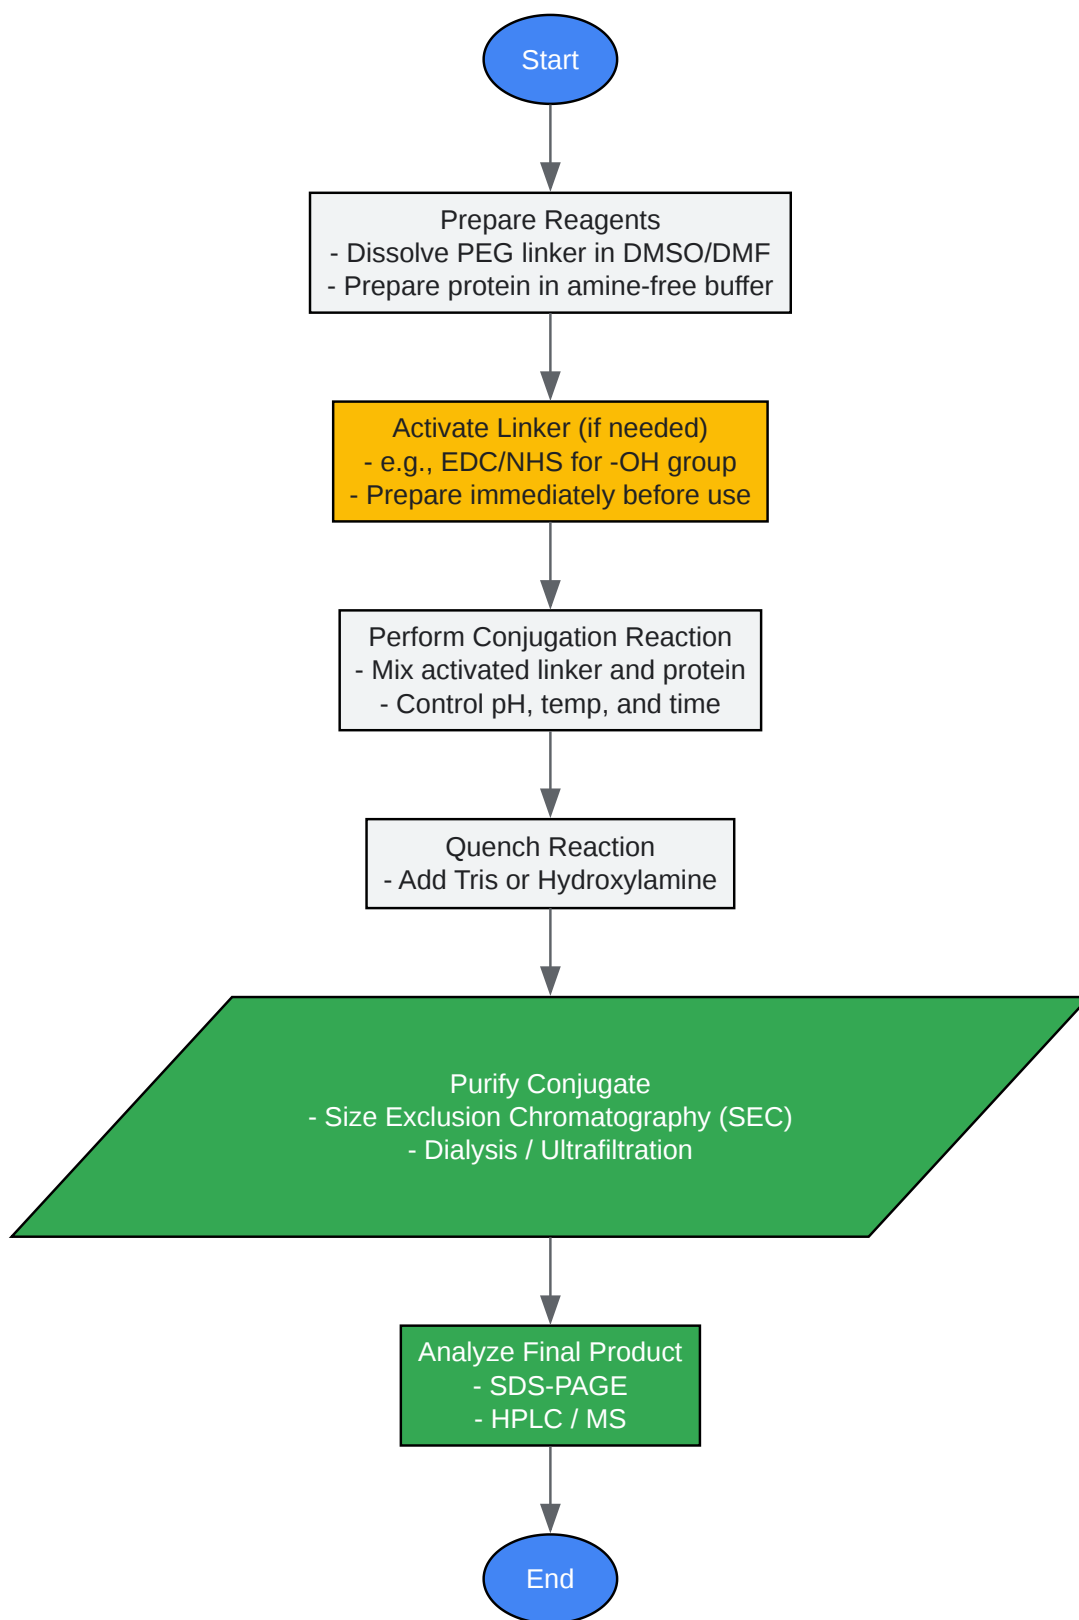 Start
Prepare Reagents
- Dissolve PEG linker in DMSO/DMF
- Prepare protein in amine-free buffer
Activate Linker (if needed)
- e.g., EDC/NHS for -OH group
- Prepare immediately before use
Perform Conjugation Reaction
- Mix activated linker and protein
- Control pH, temp, and time
Quench Reaction
- Add Tris or Hydroxylamine
Purify Conjugate
- Size Exclusion Chromatography (SEC)
- Dialysis / Ultrafiltration
Analyze Final Product
- SDS-PAGE
- HPLC / MS
End